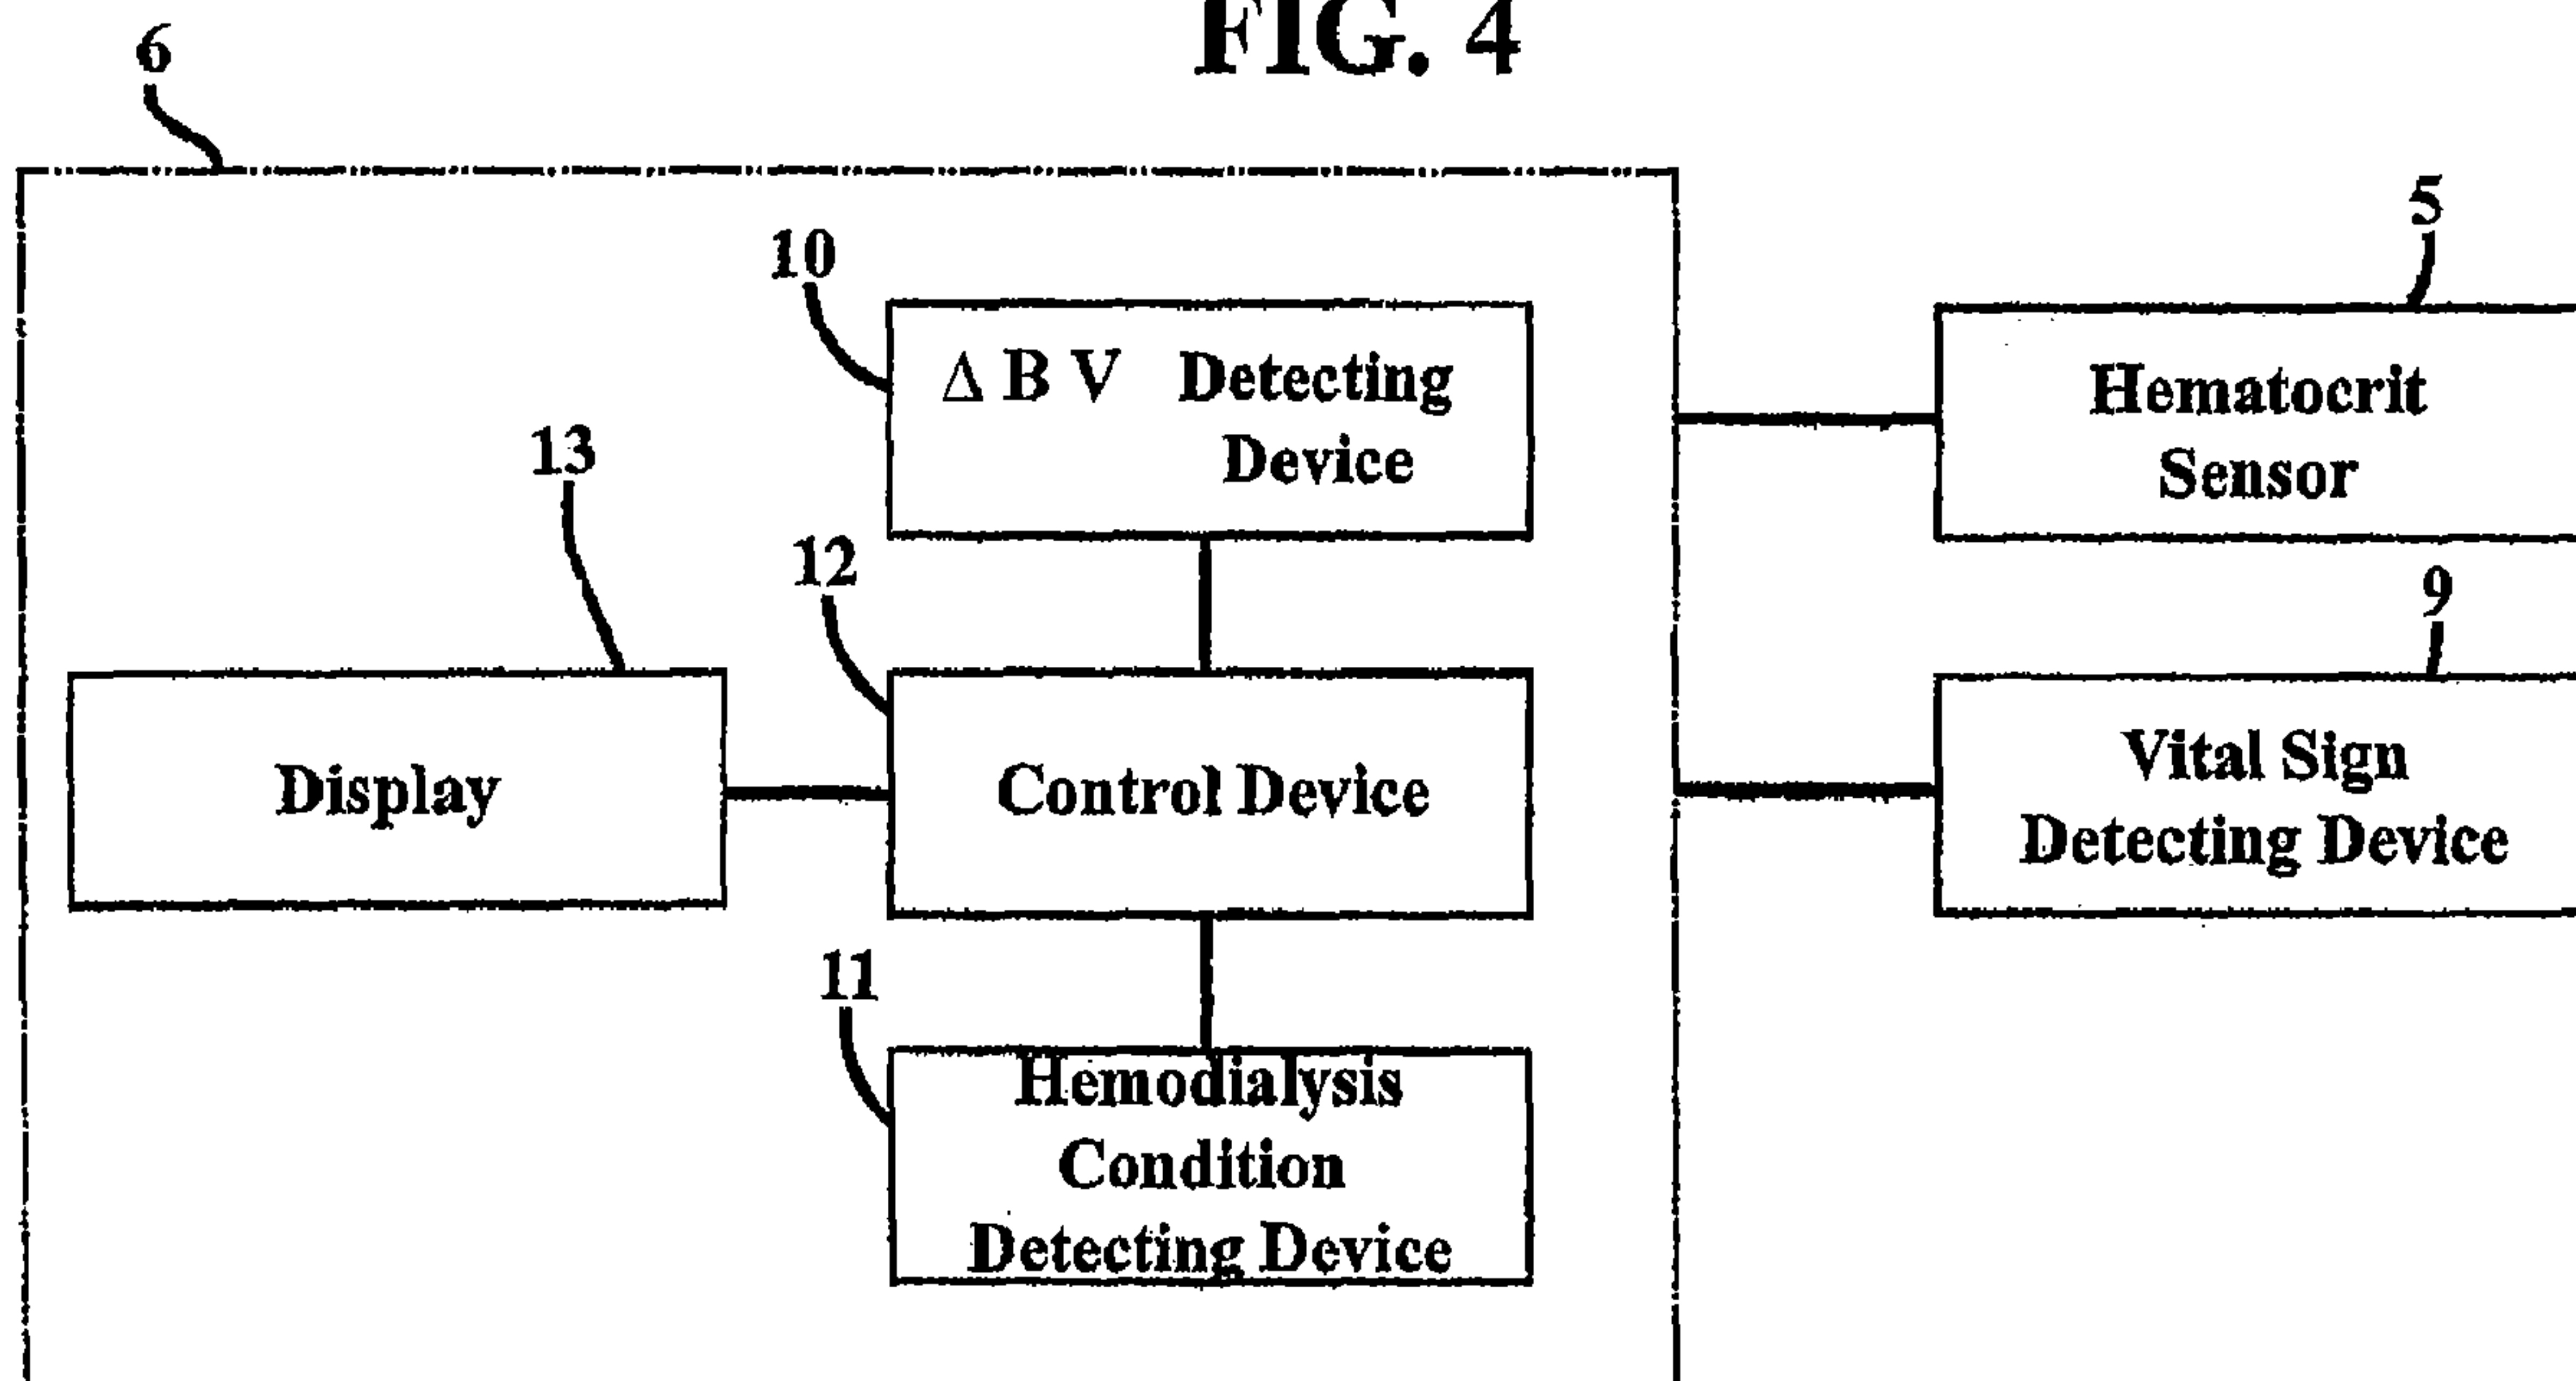 FIG. 4
6
5
10
Δ B V Detecting
Device
Hematocrit
Sensor
13
12
9
Display
Control Device
Vital Sign
Detecting Device
11
Hemodialysis
Condition
Detecting Device